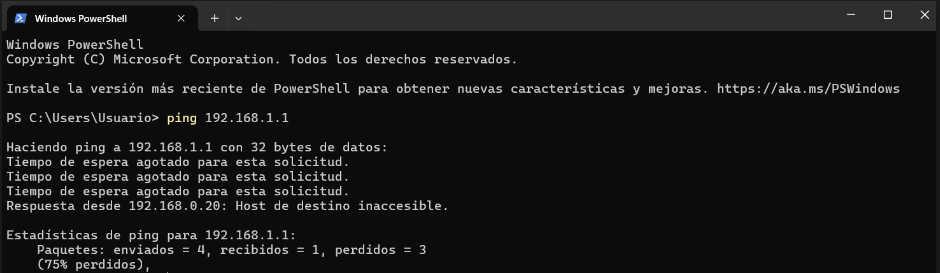 Windows PowerShell
Windows PowerShell
Copyright (C) Microsoft Corporation. Todos los derechos reservados.
Instale la versión más reciente de PowerShell para obtener nuevas características y mejoras. https://aka.ms/PSWindows
PS C:\Users\Usuario> ping 192.168.1.1
Haciendo ping a 192.168.1.1 con 32 bytes de datos:
Tiempo de espera agotado para esta solicitud.
Tiempo de espera agotado para esta solicitud.
Tiempo de espera agotado para esta solicitud.
Respuesta desde 192.168.0.20: Host de destino inaccesible.
Estadísticas de ping para 192.168.1.1:
    Paquetes: enviados = 4, recibidos = 1, perdidos = 3
    (75% perdidos),